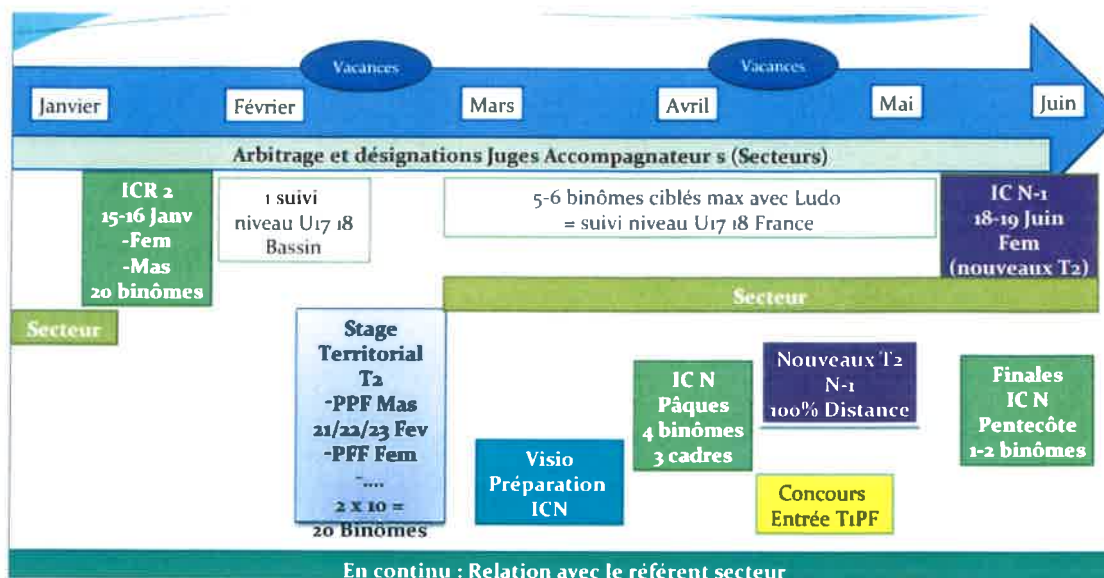 Vacances
Vacances
Janvier
Février
Mars
Avril
Mai
Juin
Arbitrage et désignations Juges Accompagnateur s (Secteurs)
ICR 2
15-16 Janv
-Fem
-Mas
20 binômes
1 suivi
niveau U17 18
Bassin
5-6 binômes ciblés max avec Ludo
= suivi niveau U17 18 France
IC N-1
18-19 Juin
Fem
(nouveaux T2)
Secteur
Secteur
Stage
Territorial
T2
-PPF Mas
21/22/23 Fev
-PFF Fem
-....
2 x 10 =
20 Binômes
Visio
Préparation
ICN
IC N
Pâques
4 binômes
3 cadres
Nouveaux T2
N-1
100% Distance
Concours
Entrée T1PF
Finales
IC N
Pentecôte
1-2 binômes
En continu : Relation avec le référent secteur